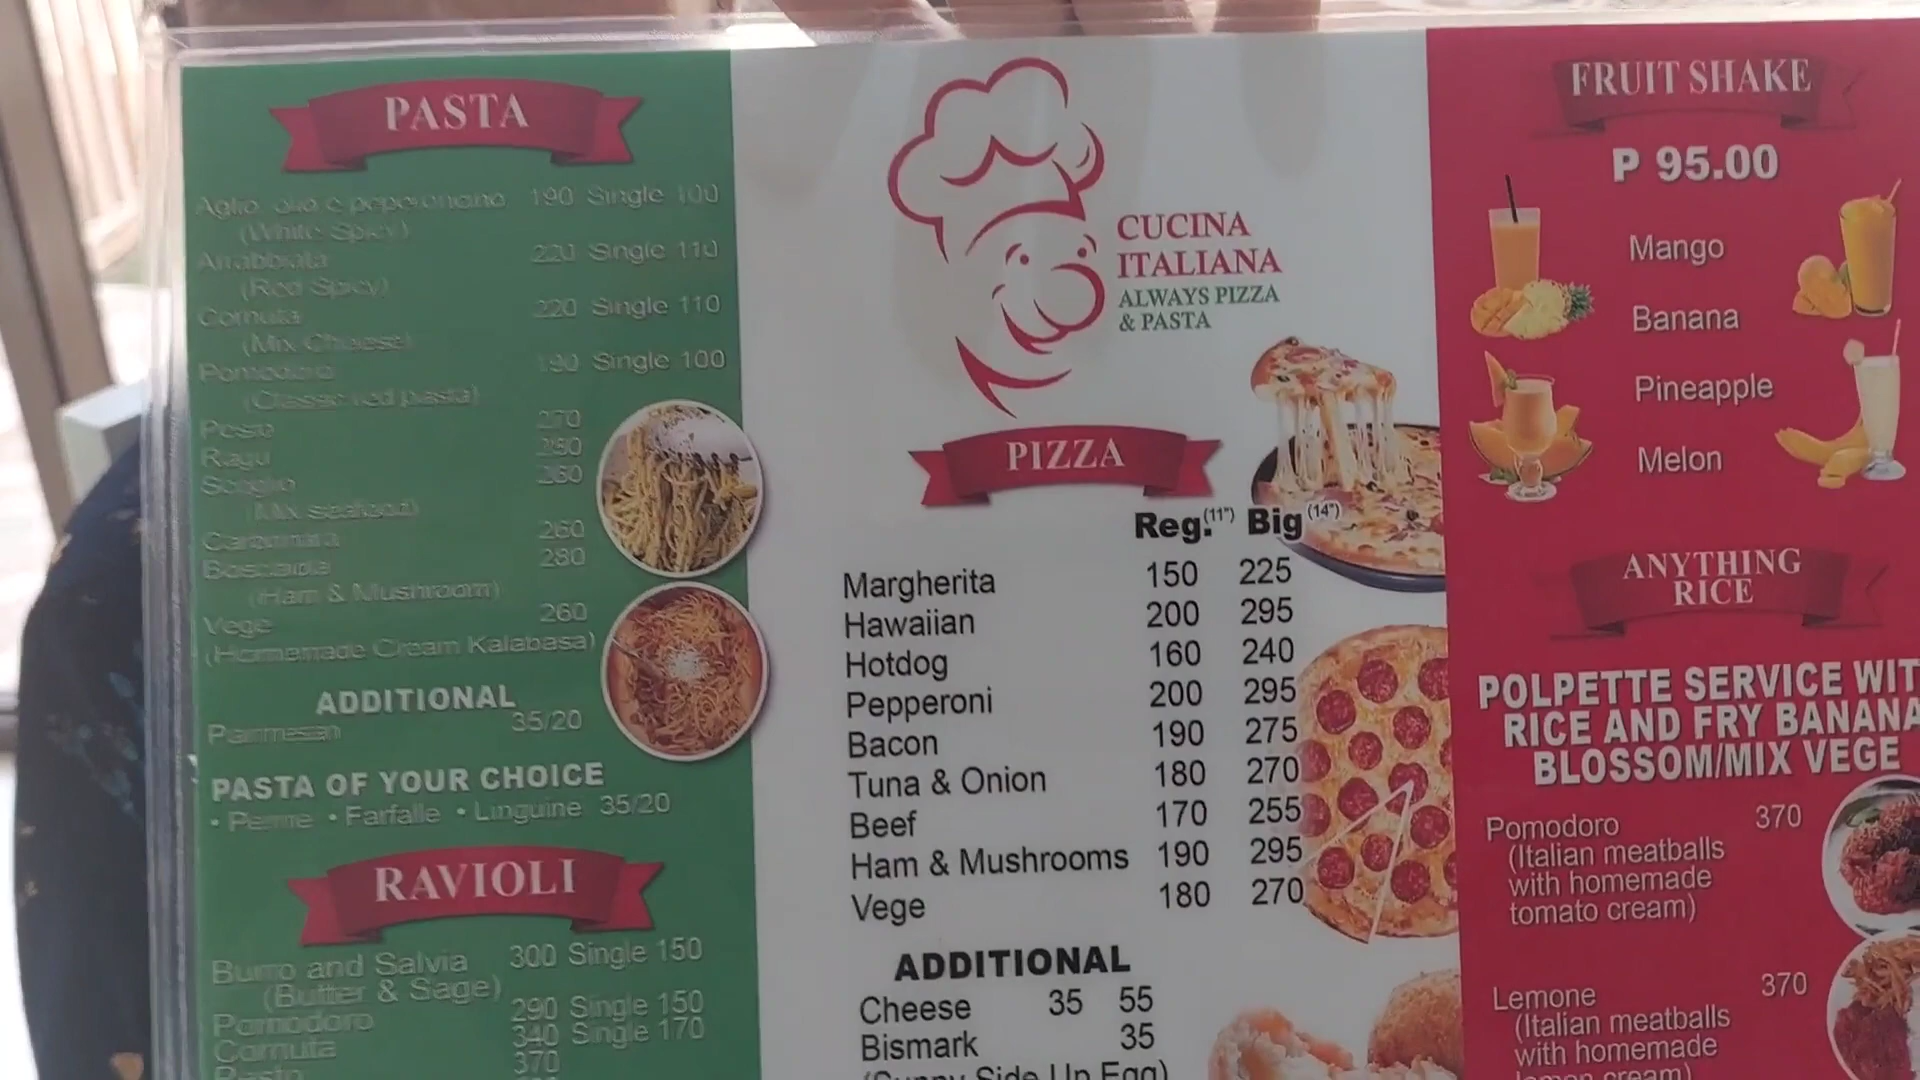 PASTA
Aglio, olio e peperoncino 190 Single 100
(White Spicy)
Arrabbiata 220 Single 110
(Red Spicy)
Cornuta 220 Single 110
(Mix Cheese)
Pomodoro 190 Single 100
(Classic red pasta)
Pesto 270
Ragu
Scoglio
(Mix seafood)
Carbonara 260
Boscaiola 280
(Ham & Mushroom)
Vege 260
(Homemade Cream Kalabasa)
ADDITIONAL
Parmesan 35/20
PASTA OF YOUR CHOICE
• Penne • Farfalle • Linguine 35/20
RAVIOLI
Burro and Salvia 300 Single 150
(Butter & Sage)
Pomodoro 290 Single 150
Cornuta 340 Single 170
Pesto 370
CUCINA
ITALIANA
ALWAYS PIZZA
& PASTA
PIZZA
Reg.(11") Big(14")
Margherita 150 225
Hawaiian 200 295
Hotdog 160 240
Pepperoni 200 295
Bacon 190 275
Tuna & Onion 180 270
Beef 170 255
Ham & Mushrooms 190 295
Vege 180 270
ADDITIONAL
Cheese 35 55
Bismark 35
(Sunny Side Up Egg)
FRUIT SHAKE
P 95.00
Mango
Banana
Pineapple
Melon
ANYTHING
RICE
POLPETTE SERVICE WIT
RICE AND FRY BANANA
BLOSSOM/MIX VEGE
Pomodoro 370
(Italian meatballs
with homemade
tomato cream)
Lemone 370
(Italian meatballs
with homemade
lemon cream)